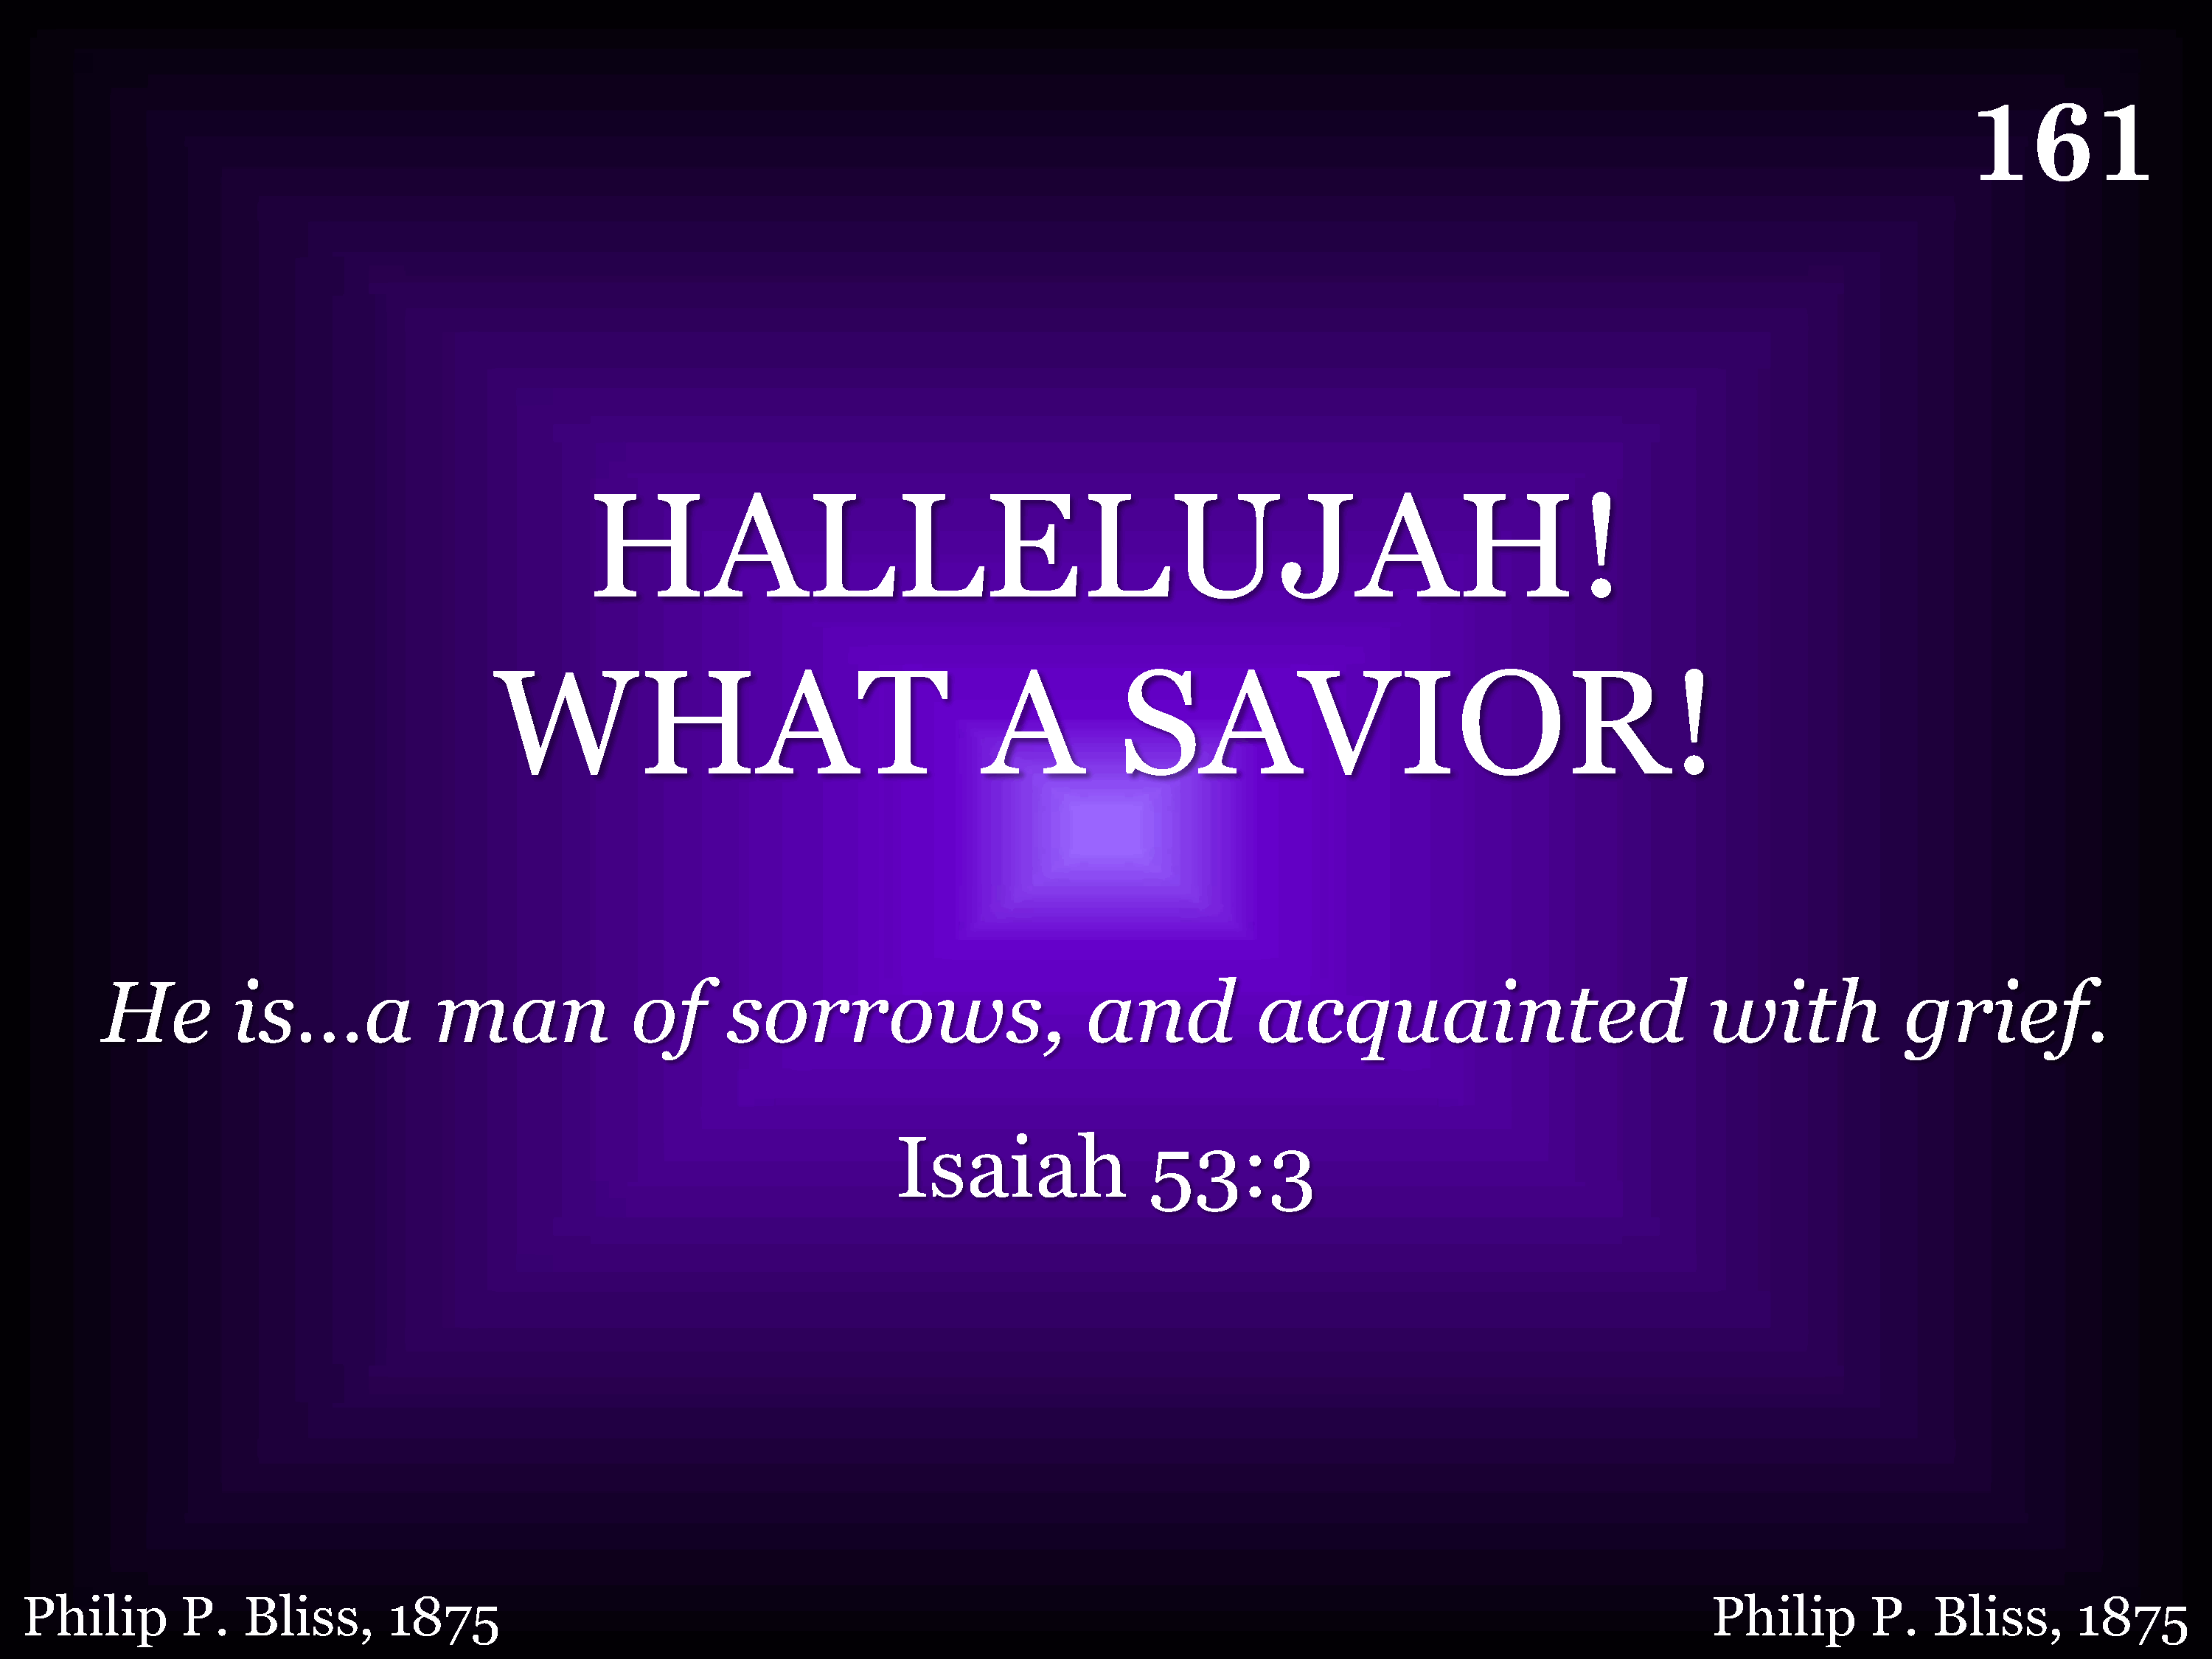 161
HALLELUJAH!
WHAT A SAVIOR!
He is...a man of sorrows, and acquainted with grief.
Isaiah 53:3
Philip P. Bliss, 1875
Philip P. Bliss, 1875